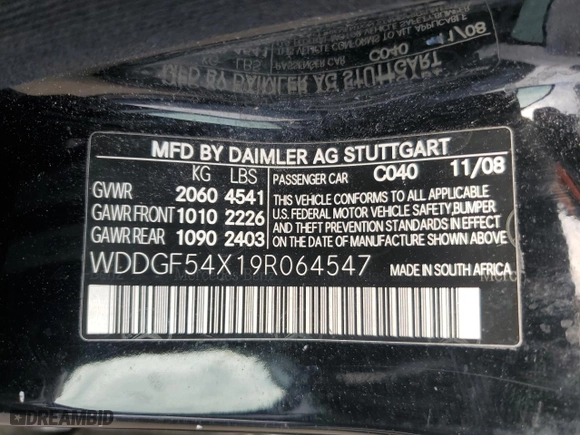 MFD BY DAIMLER AG STUTTGART
KG LBS PASSENGER CAR C040 11/08
GVWR 2060 4541
GAWR FRONT 1010 2226
GAWR REAR 1090 2403
THIS VEHICLE CONFORMS TO ALL APPLICABLE
U.S. FEDERAL MOTOR VEHICLE SAFETY, BUMPER,
AND THEFT PREVENTION STANDARDS IN EFFECT
ON THE DATE OF MANUFACTURE SHOWN ABOVE.
WDDGF54X19R064547 MADE IN SOUTH AFRICA
DREAMBID